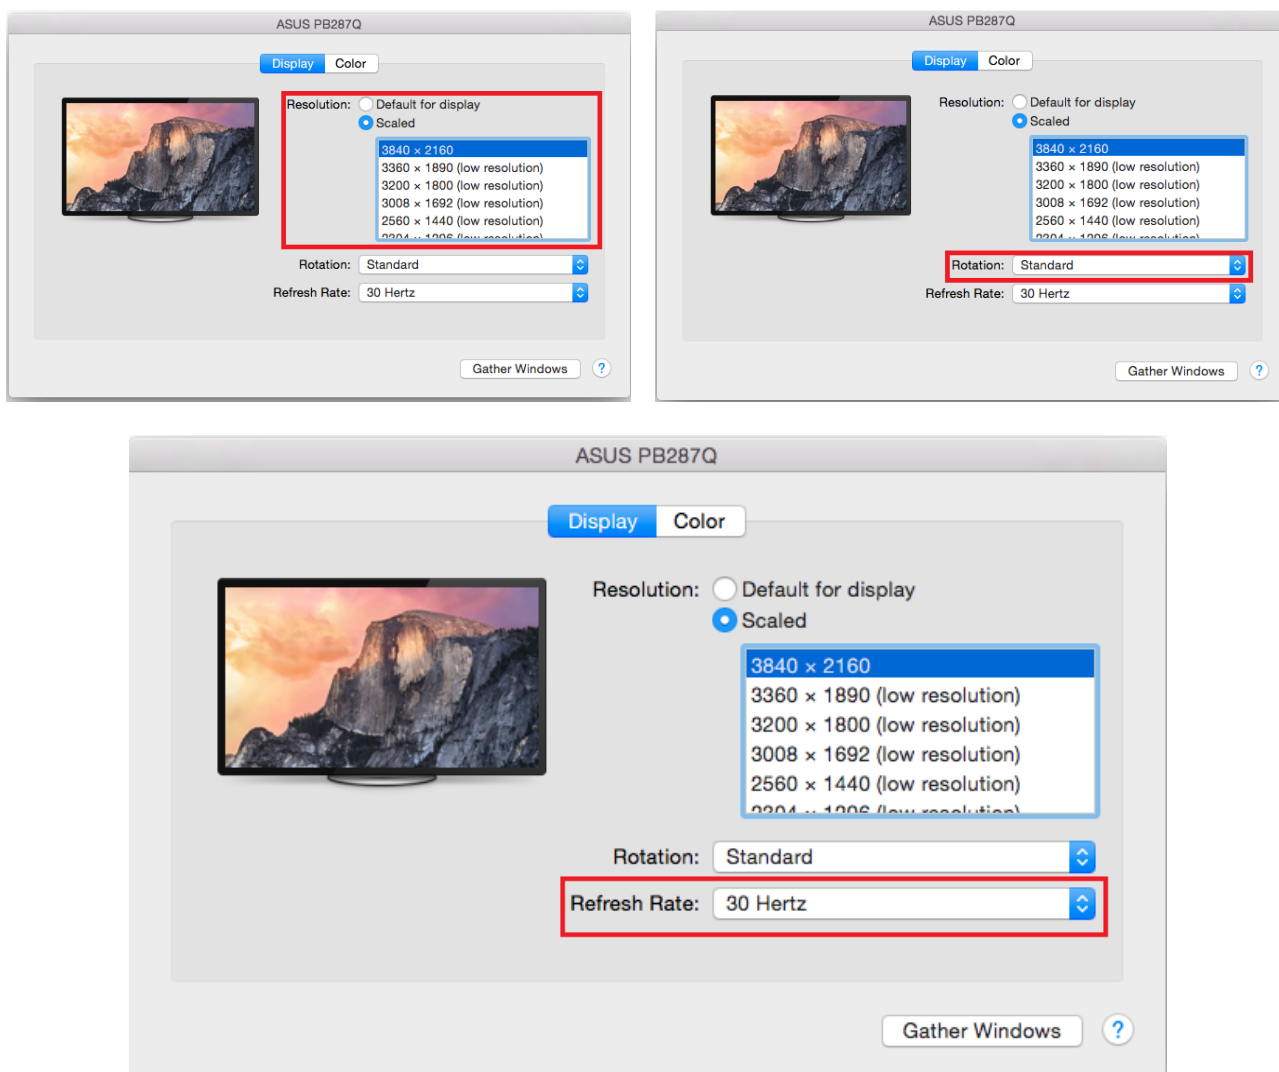 ASUS PB287Q
Display Color
Resolution: Default for display
Scaled
3840 × 2160
3360 × 1890 (low resolution)
3200 × 1800 (low resolution)
3008 × 1692 (low resolution)
2560 × 1440 (low resolution)
Rotation: Standard
Refresh Rate: 30 Hertz
Gather Windows ?
ASUS PB287Q
Display Color
Resolution: Default for display
Scaled
3840 × 2160
3360 × 1890 (low resolution)
3200 × 1800 (low resolution)
3008 × 1692 (low resolution)
2560 × 1440 (low resolution)
Rotation: Standard
Refresh Rate: 30 Hertz
Gather Windows ?
ASUS PB287Q
Display Color
Resolution: Default for display
Scaled
3840 × 2160
3360 × 1890 (low resolution)
3200 × 1800 (low resolution)
3008 × 1692 (low resolution)
2560 × 1440 (low resolution)
Rotation: Standard
Refresh Rate: 30 Hertz
Gather Windows ?